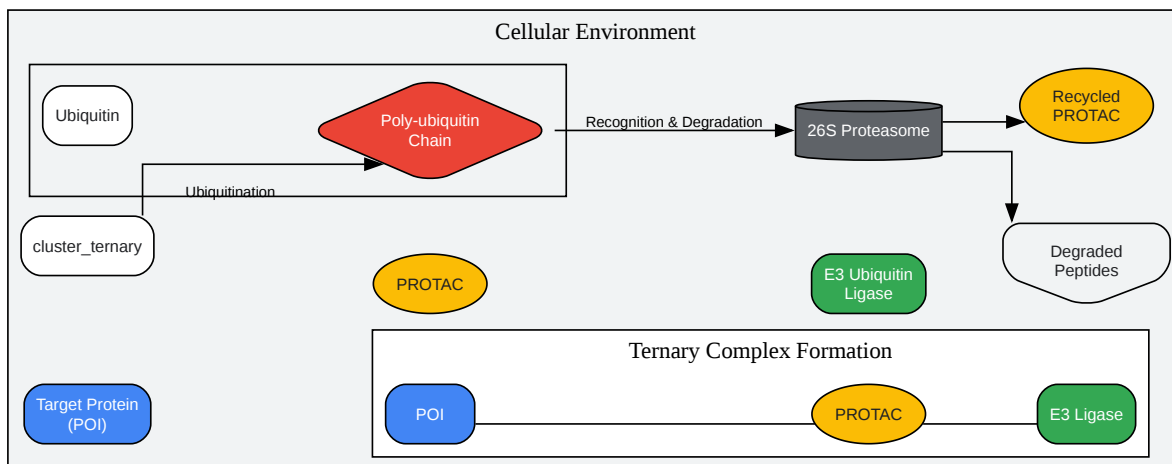 Cellular Environment
Ubiquitin
Poly-ubiquitin
Chain
Recognition & Degradation
26S Proteasome
Recycled
PROTAC
Ubiquitination
cluster_ternary
Degraded
Peptides
PROTAC
E3 Ubiquitin
Ligase
Ternary Complex Formation
Target Protein
(POI)
POI
PROTAC
E3 Ligase